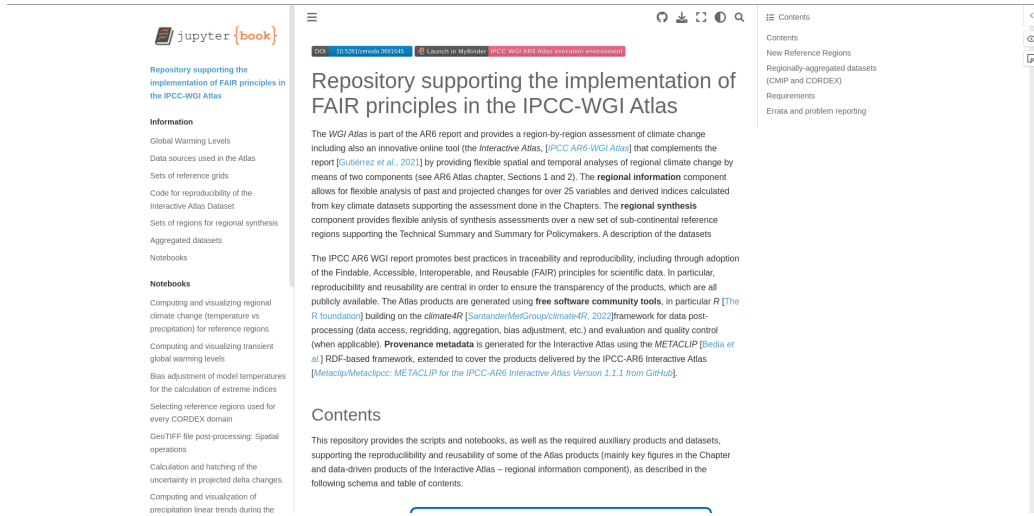 jupyter {book}
Repository supporting the
implementation of FAIR principles in
the IPCC-WGI Atlas
Information
Global Warming Levels
Data sources used in the Atlas
Sets of reference grids
Code for reproducibility of the
Interactive Atlas Dataset
Sets of regions for regional synthesis
Aggregated datasets
Notebooks
Notebooks
Computing and visualizing regional
climate change (temperature vs
precipitation) for reference regions
Computing and visualizing transient
global warming levels
Bias adjustment of model temperatures
for the calculation of extreme indices
Selecting reference regions used for
every CORDEX domain
GeoTIFF file post-processing: Spatial
operations
Calculation and hatching of the
uncertainty in projected delta changes.
Computing and visualization of
precipitation linear trends during the
DOI 10.5281/zenodo.3691645 Launch in MyBinder IPCC WGI AR6 Atlas execution environment
Repository supporting the implementation of
FAIR principles in the IPCC-WGI Atlas
The WGI Atlas is part of the AR6 report and provides a region-by-region assessment of climate change
including also an innovative online tool (the Interactive Atlas, [IPCC AR6-WGI Atlas] that complements the
report [Gutiérrez et al., 2021] by providing flexible spatial and temporal analyses of regional climate change by
means of two components (see AR6 Atlas chapter, Sections 1 and 2). The regional information component
allows for flexible analysis of past and projected changes for over 25 variables and derived indices calculated
from key climate datasets supporting the assessment done in the Chapters. The regional synthesis
component provides flexible anlysis of synthesis assessments over a new set of sub-continental reference
regions supporting the Technical Summary and Summary for Policymakers. A description of the datasets
The IPCC AR6 WGI report promotes best practices in traceability and reproducibility, including through adoption
of the Findable, Accessible, Interoperable, and Reusable (FAIR) principles for scientific data. In particular,
reproducibility and reusability are central in order to ensure the transparency of the products, which are all
publicly available. The Atlas products are generated using free software community tools, in particular R [The
R foundation] building on the climate4R [SantanderMetGroup/climate4R, 2022]framework for data post-
processing (data access, regridding, aggregation, bias adjustment, etc.) and evaluation and quality control
(when applicable). Provenance metadata is generated for the Interactive Atlas using the METACLIP [Bedia et
al.] RDF-based framework, extended to cover the products delivered by the IPCC-AR6 Interactive Atlas
[Metaclip/Metaclipcc: METACLIP for the IPCC-AR6 Interactive Atlas Version 1.1.1 from GitHub].
Contents
This repository provides the scripts and notebooks, as well as the required auxiliary products and datasets,
supporting the reproducilibility and reusability of some of the Atlas products (mainly key figures in the Chapter
and data-driven products of the Interactive Atlas – regional information component), as described in the
following schema and table of contents.
Contents
Contents
New Reference Regions
Regionally-aggregated datasets
(CMIP and CORDEX)
Requirements
Errata and problem reporting